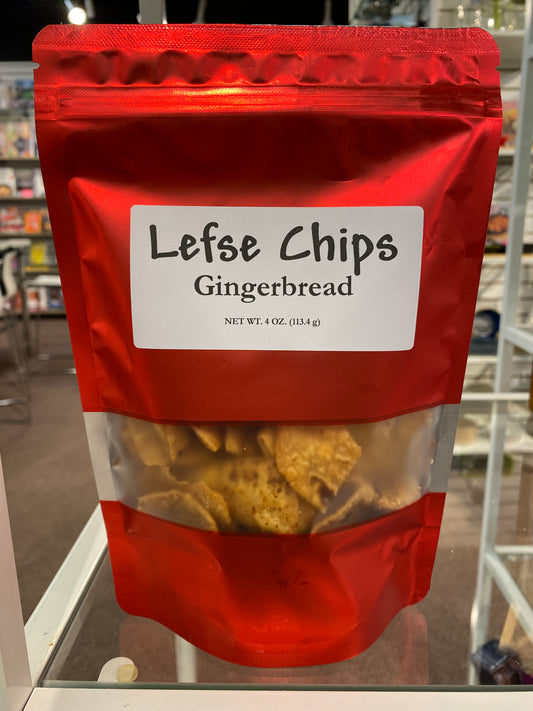 Lefse Chips
Gingerbread
NET WT. 4 OZ. (113.4 g)